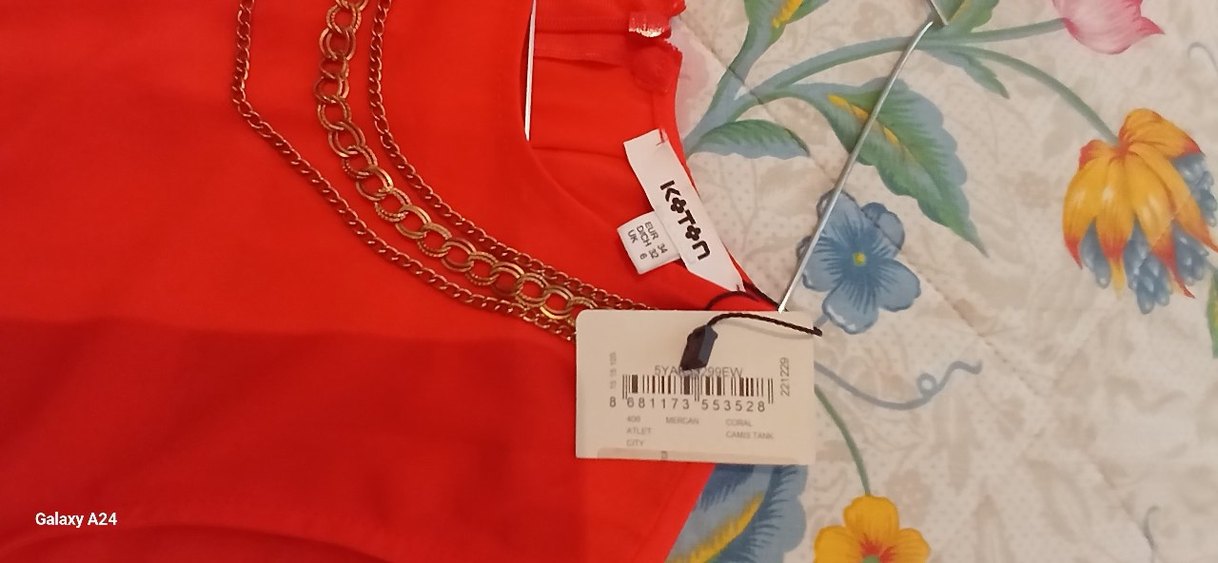 KOTON
EUR 34
D/CH 32
UK 6
221229
8 681173 553528
400 MERCAN CORAL
ATLET CAMIS TANK
CITY
Galaxy A24